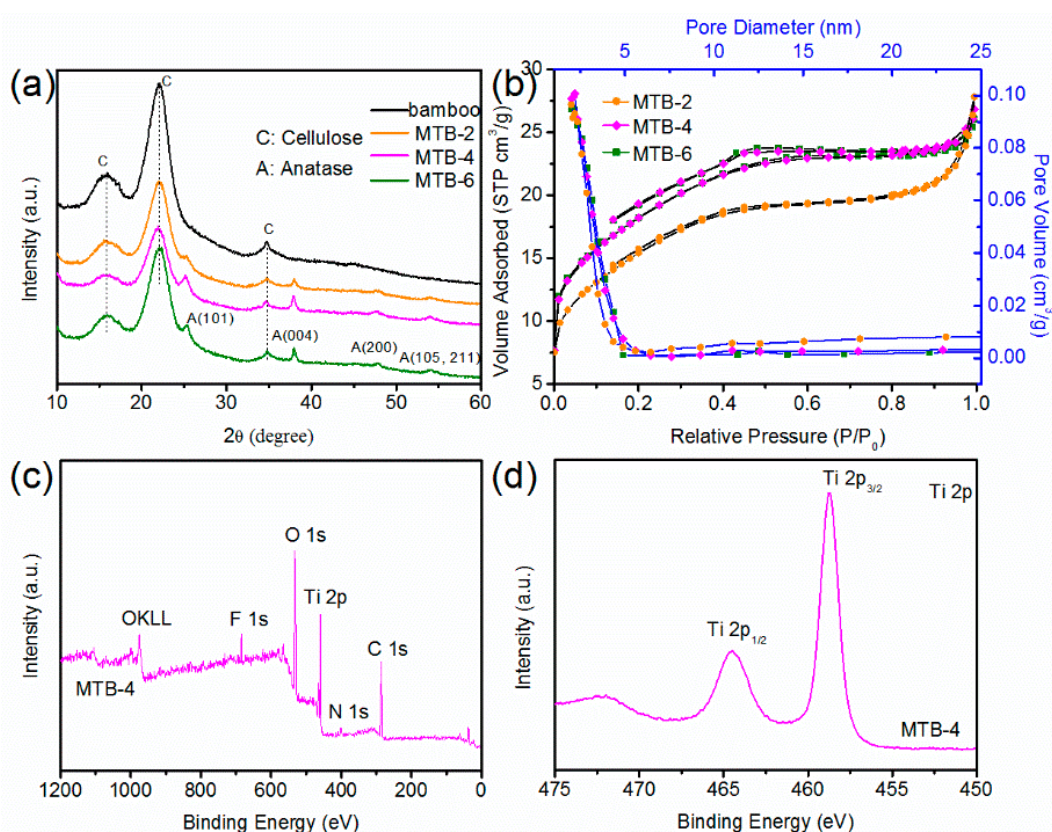 (a)
C
C
C
bamboo
MTB-2
MTB-4
MTB-6
C: Cellulose
A: Anatase
A(101)
A(004)
A(200)
A(105, 211)
Intensity (a.u.)
10 20 30 40 50 60
2θ (degree)
Pore Diameter (nm)
5 10 15 20 25
(b)
MTB-2
MTB-4
MTB-6
Volume Adsorbed (STP cm³/g)
30
25
20
15
10
5
Pore Volume (cm³/g)
0.10
0.08
0.06
0.04
0.02
0.00
0.0 0.2 0.4 0.6 0.8 1.0
Relative Pressure (P/P₀)
(c)
O 1s
Ti 2p
C 1s
F 1s
OKLL
N 1s
MTB-4
Intensity (a.u.)
1200 1000 800 600 400 200 0
Binding Energy (eV)
(d)
Ti 2p₃/₂
Ti 2p
Ti 2p₁/₂
MTB-4
Intensity (a.u.)
475 470 465 460 455 450
Binding Energy (eV)